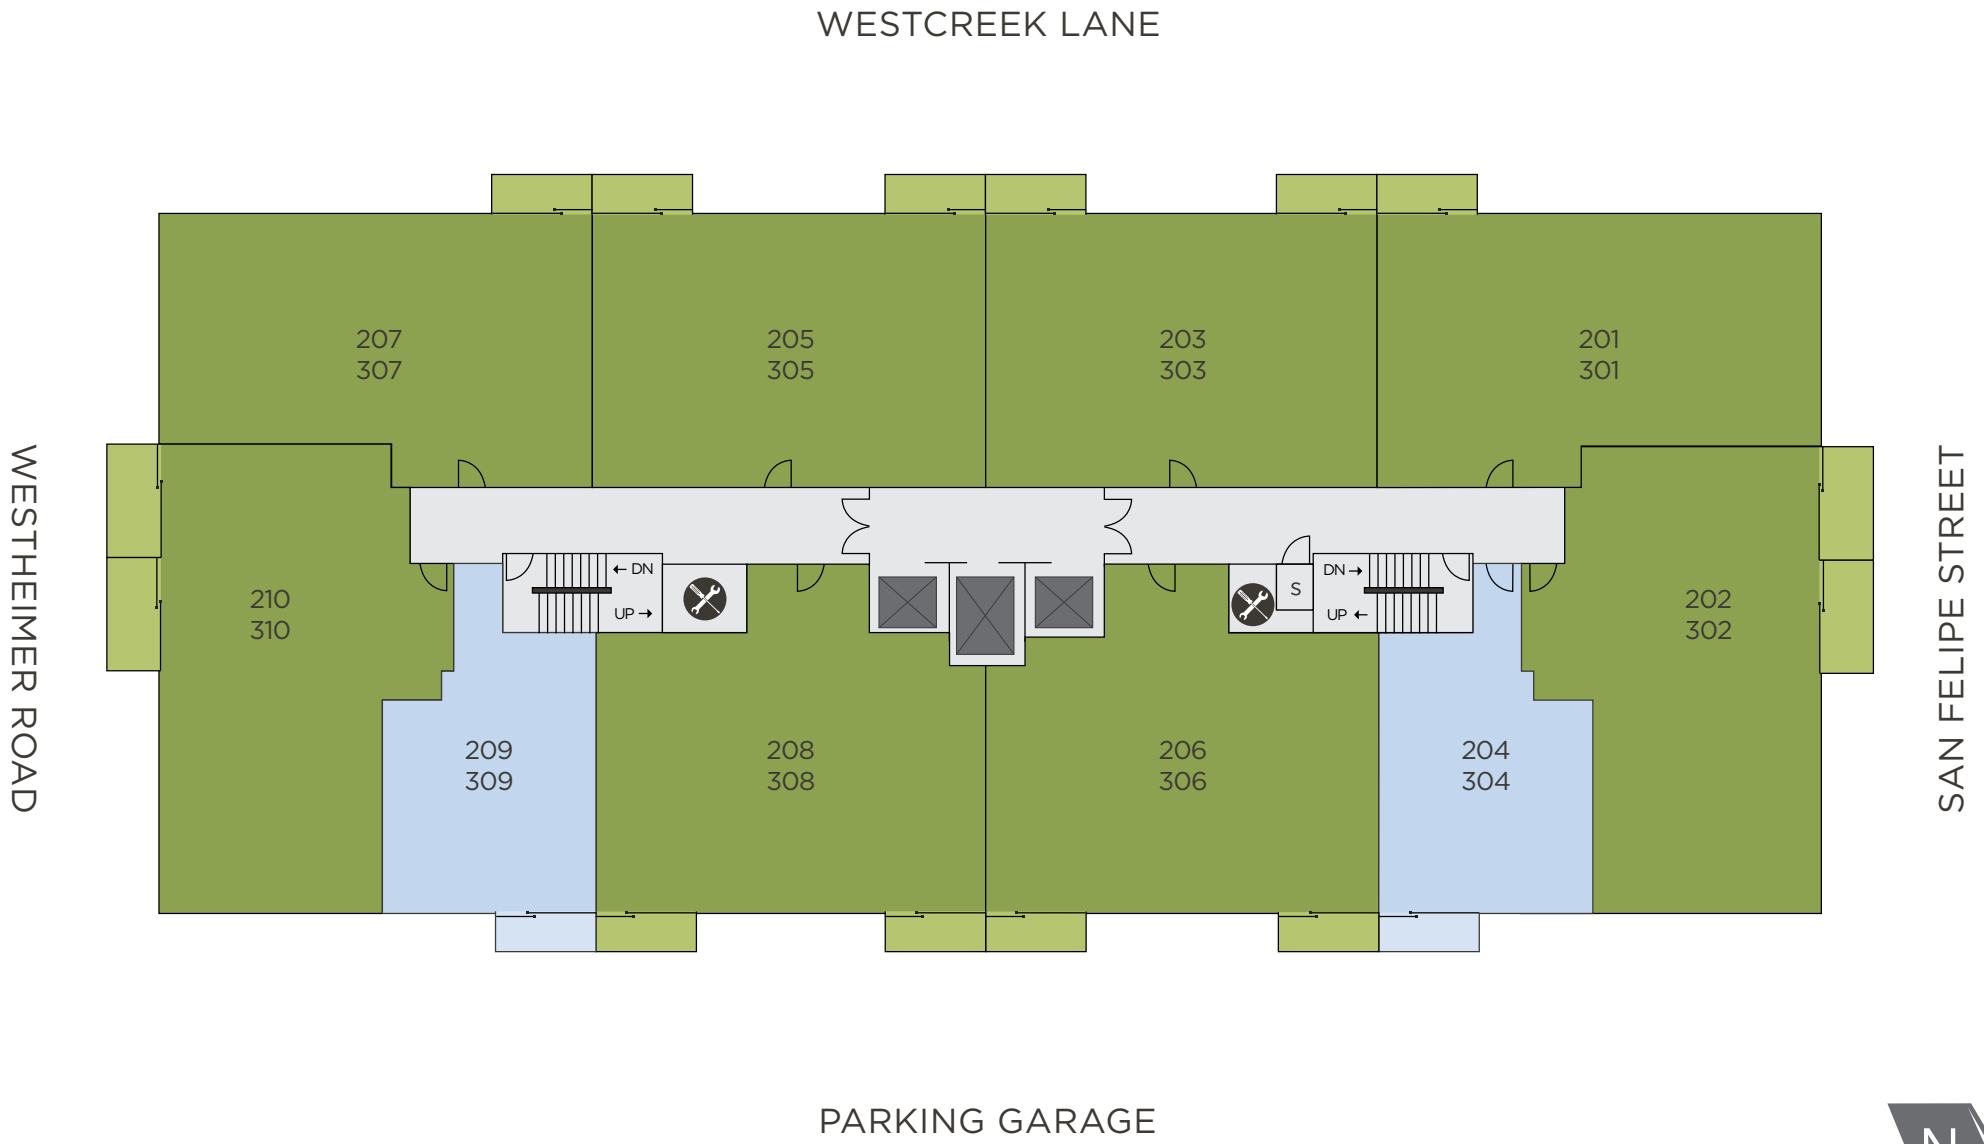 WESTCREEK LANE
207
307
205
305
203
303
201
301
WESTHEIMER ROAD
SAN FELIPE STREET
← DN
UP →
S
DN →
UP ←
210
310
202
302
209
309
208
308
206
306
204
304
PARKING GARAGE
N